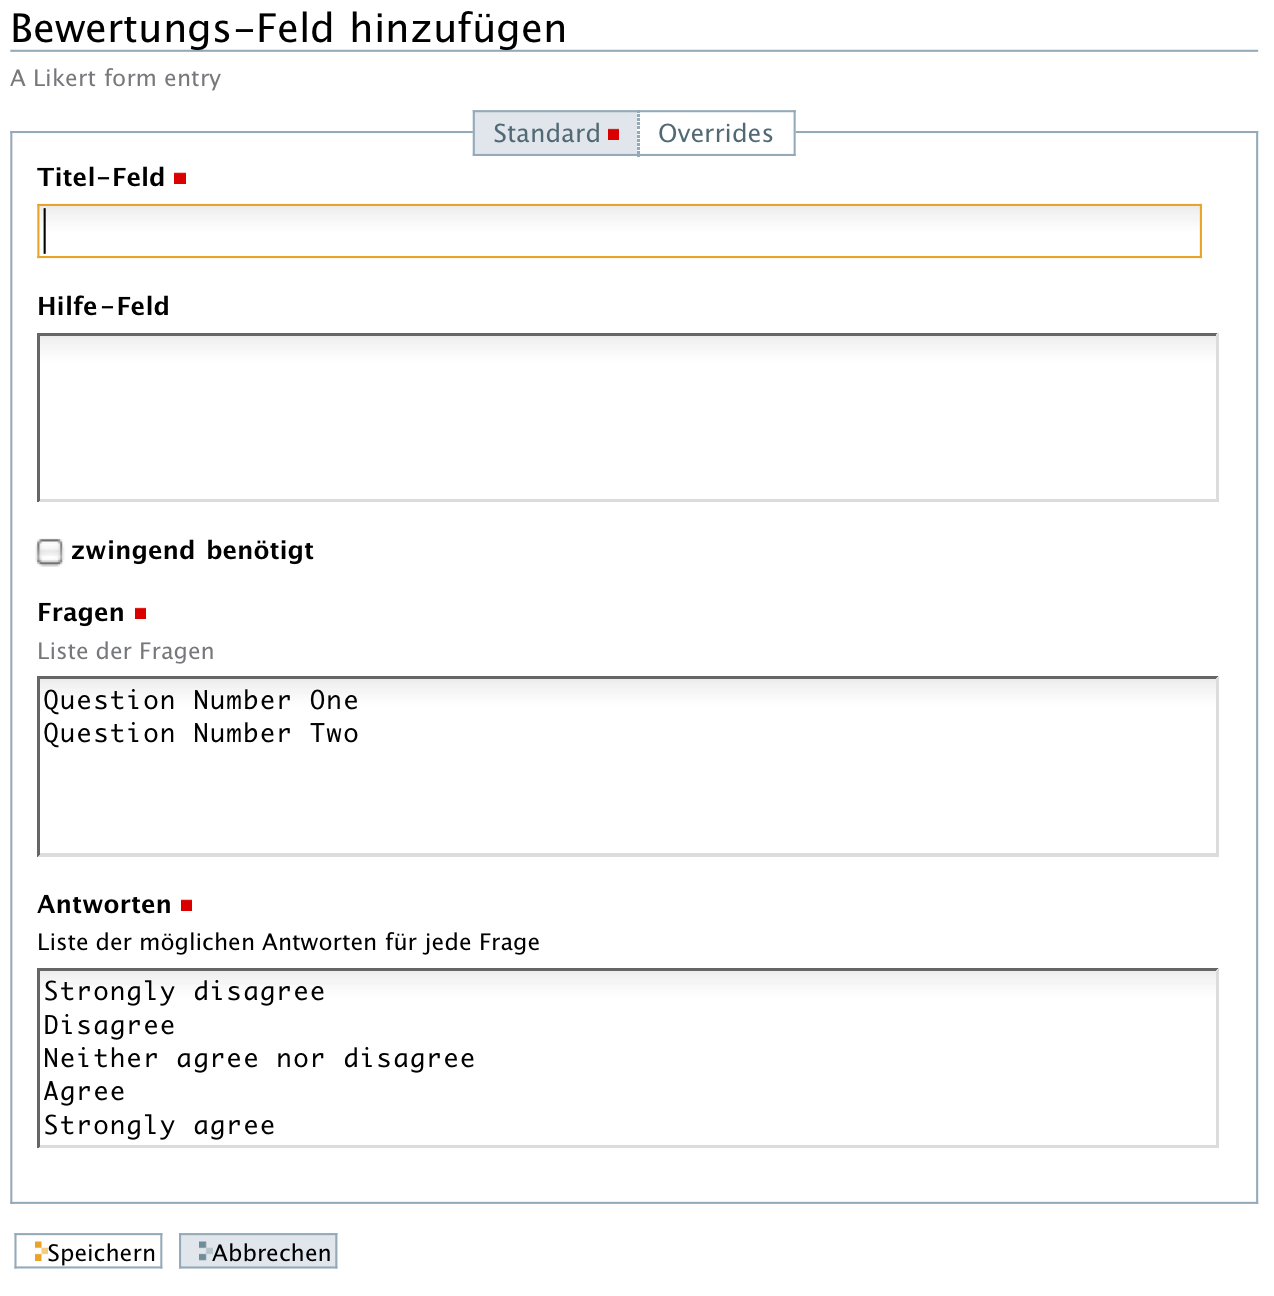 Bewertungs-Feld hinzufügen
A Likert form entry
Standard
Overrides
Titel-Feld
Hilfe-Feld
zwingend benötigt
Fragen
Liste der Fragen
Question Number One
Question Number Two
Antworten
Liste der möglichen Antworten für jede Frage
Strongly disagree
Disagree
Neither agree nor disagree
Agree
Strongly agree
Speichern
Abbrechen